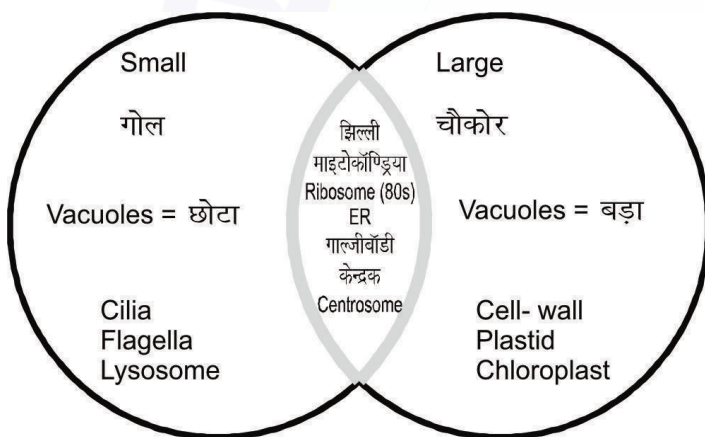 Small
गोल
Vacuoles = छोटा
Cilia
Flagella
Lysosome
झिल्ली
माइटोकॉण्ड्रिया
Ribosome (80s)
ER
गाल्जीबॉडी
केन्द्रक
Centrosome
Large
चौकोर
Vacuoles = बड़ा
Cell- wall
Plastid
Chloroplast